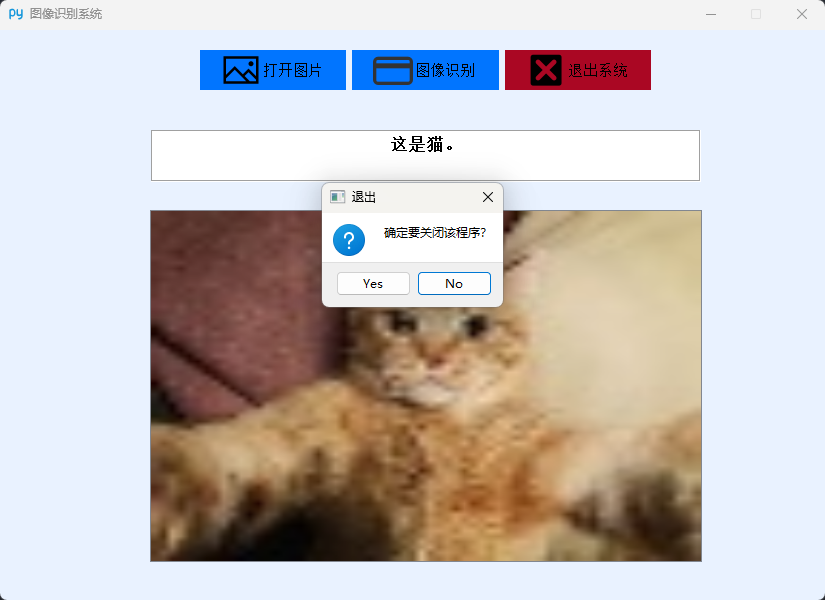 py 图像识别系统
打开图片
图像识别
退出系统
这是猫。
退出
确定要关闭该程序?
Yes
No